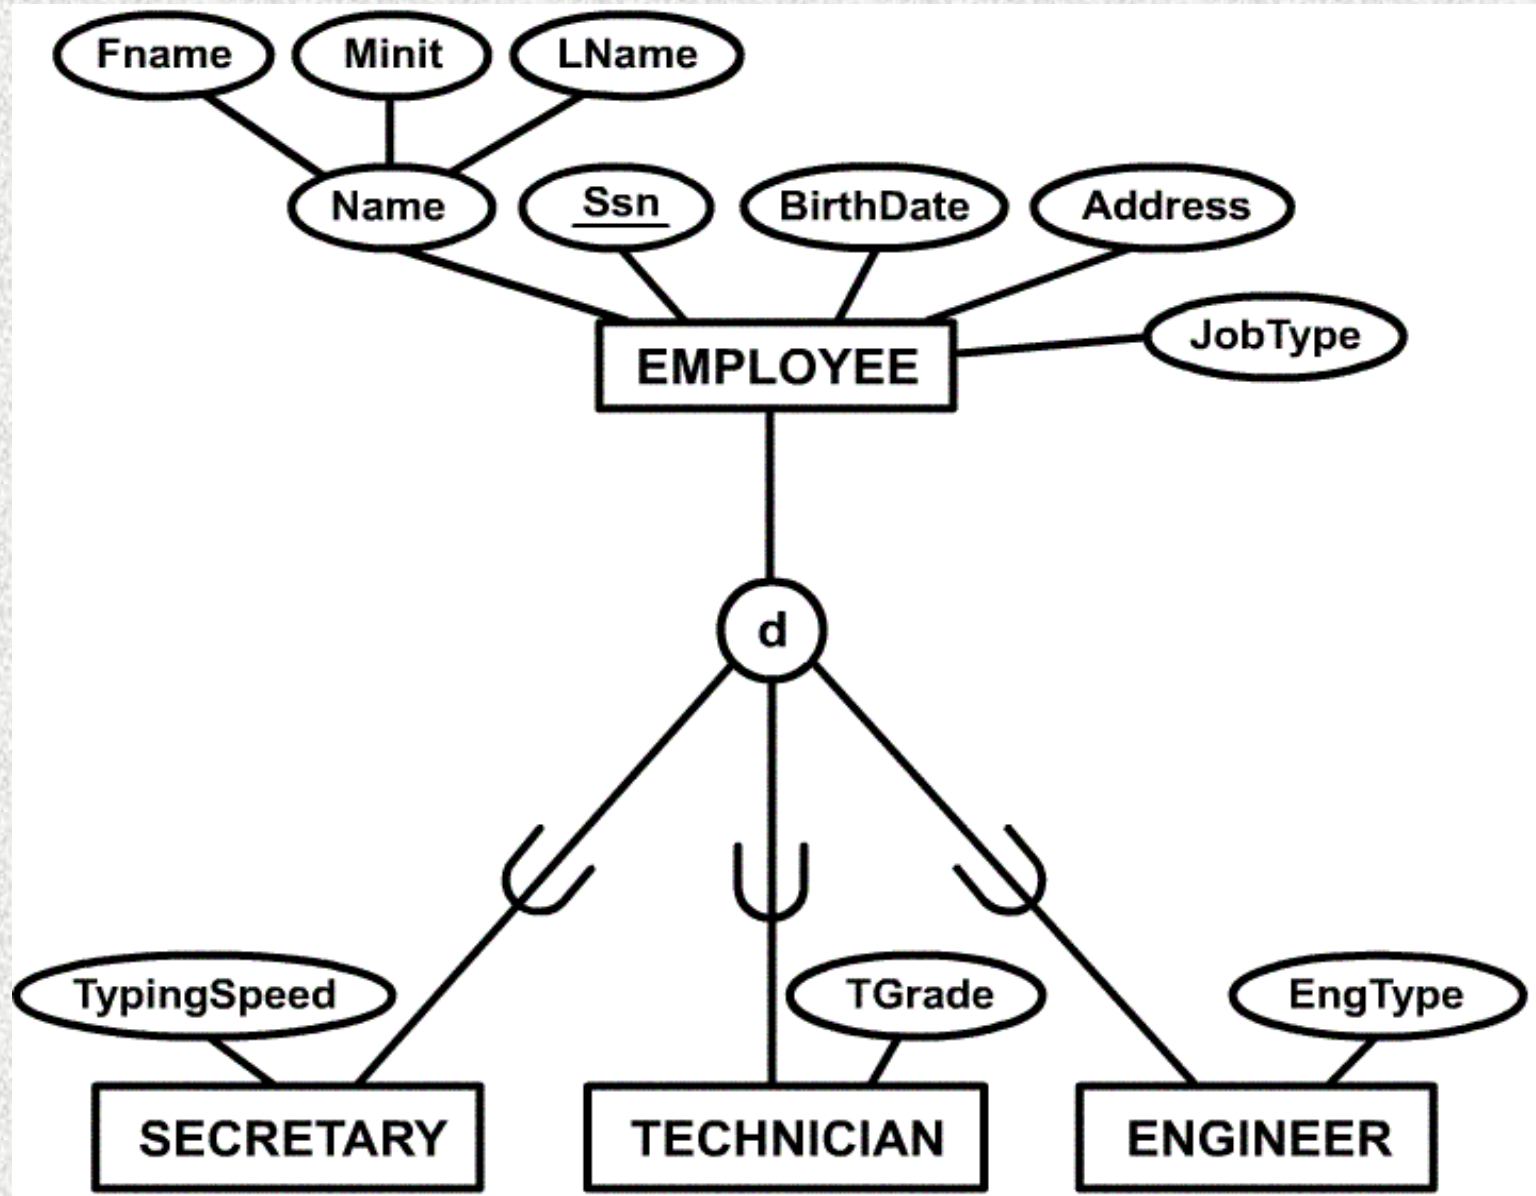 Fname Minit LName
Name Ssn BirthDate Address
JobType
EMPLOYEE
d
TypingSpeed TGrade EngType
SECRETARY TECHNICIAN ENGINEER